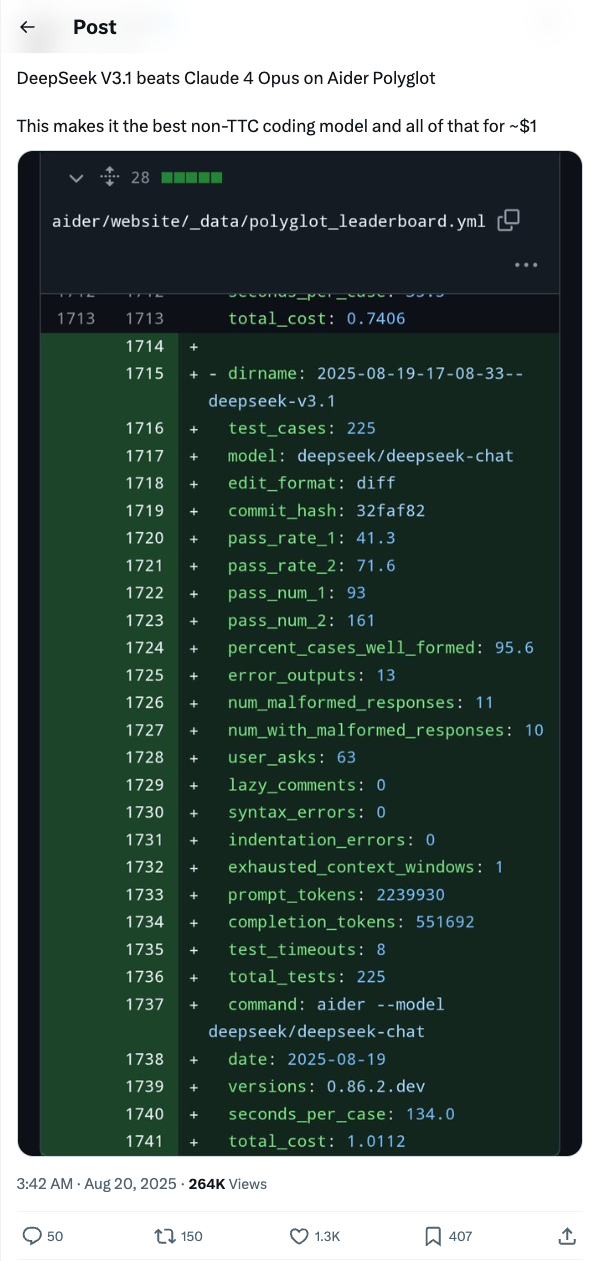 Post
DeepSeek V3.1 beats Claude 4 Opus on Aider Polyglot
This makes it the best non-TTC coding model and all of that for ~$1
28
aider/website/_data/polyglot_leaderboard.yml
...
1712 1712 seconds_per_case:
1713 1713 total_cost: 0.7406
1714 +
1715 + - dirname: 2025-08-19-17-08-33--
deepseek-v3.1
1716 + test_cases: 225
1717 + model: deepseek/deepseek-chat
1718 + edit_format: diff
1719 + commit_hash: 32faf82
1720 + pass_rate_1: 41.3
1721 + pass_rate_2: 71.6
1722 + pass_num_1: 93
1723 + pass_num_2: 161
1724 + percent_cases_well_formed: 95.6
1725 + error_outputs: 13
1726 + num_malformed_responses: 11
1727 + num_with_malformed_responses: 10
1728 + user_asks: 63
1729 + lazy_comments: 0
1730 + syntax_errors: 0
1731 + indentation_errors: 0
1732 + exhausted_context_windows: 1
1733 + prompt_tokens: 2239930
1734 + completion_tokens: 551692
1735 + test_timeouts: 8
1736 + total_tests: 225
1737 + command: aider --model
deepseek/deepseek-chat
1738 + date: 2025-08-19
1739 + versions: 0.86.2.dev
1740 + seconds_per_case: 134.0
1741 + total_cost: 1.0112
3:42 AM · Aug 20, 2025 · 264K Views
50 150 1.3K 407